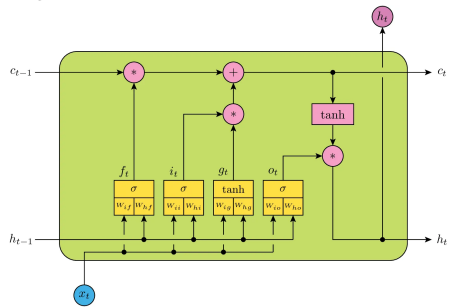 h_t
c_{t-1} * + c_t
*
tanh
*
f_t i_t g_t o_t
σ σ tanh σ
W_{if} W_{hf} W_{ii} W_{hi} W_{ig} W_{hg} W_{io} W_{ho}
h_{t-1} h_t
x_t